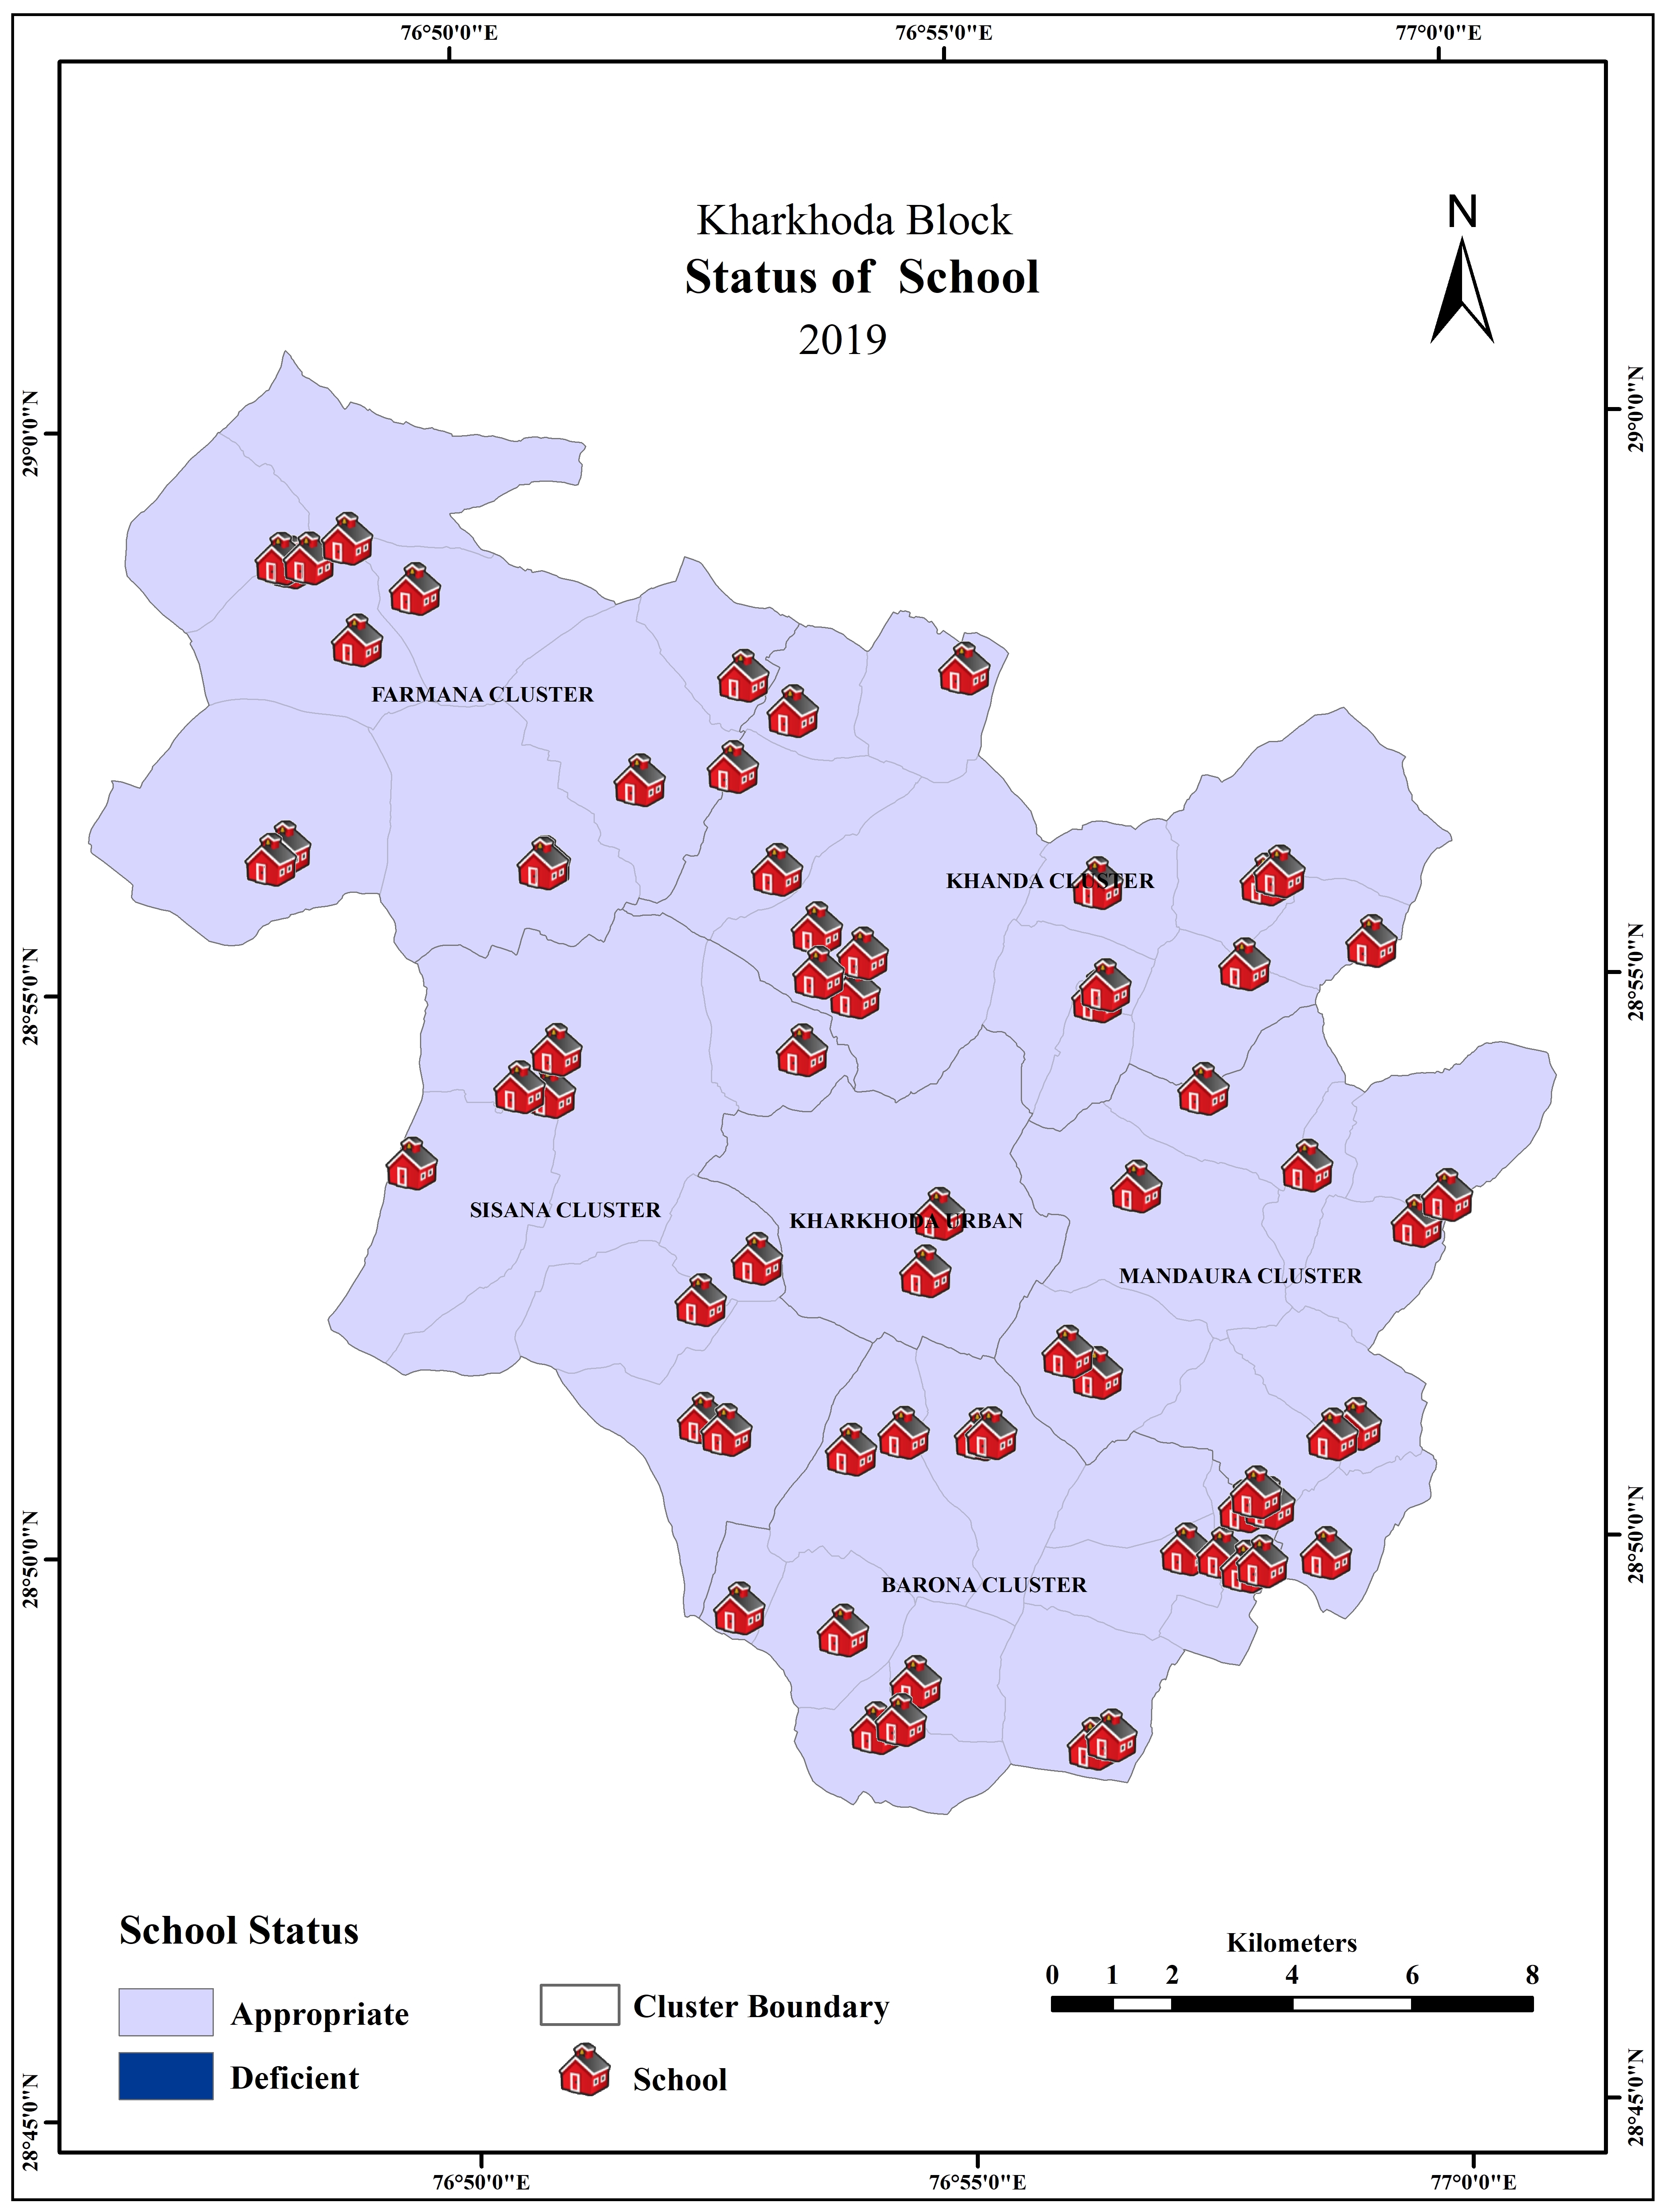 76°50'0"E 76°55'0"E 77°0'0"E
Kharkhoda Block
Status of School
2019
N
29°0'0"N
29°0'0"N
FARMANA CLUSTER
KHANDA CLUSTER
28°55'0"N
28°55'0"N
SISANA CLUSTER
KHARKHODA URBAN
MANDAURA CLUSTER
28°50'0"N
28°50'0"N
BARONA CLUSTER
School Status
Appropriate
Deficient
Cluster Boundary
School
Kilometers
0 1 2 4 6 8
28°45'0"N
28°45'0"N
76°50'0"E 76°55'0"E 77°0'0"E